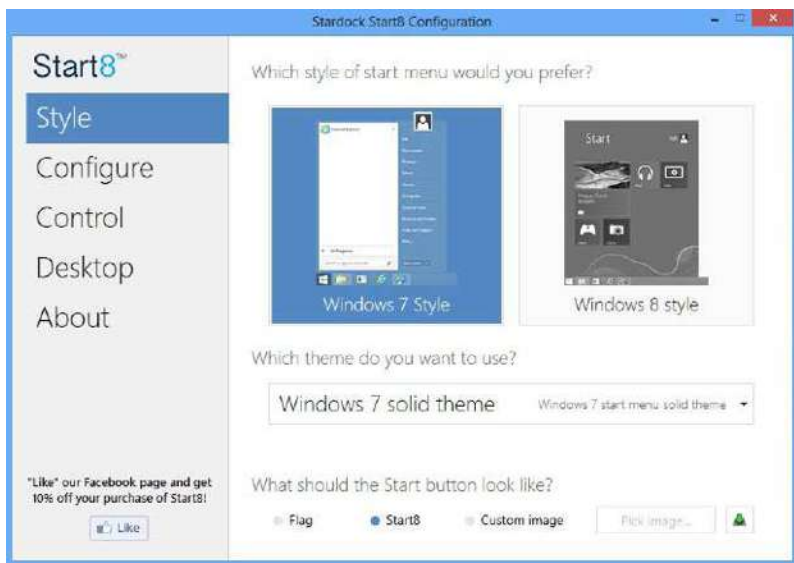 Stardock Start8 Configuration
Start8™
Style
Configure
Control
Desktop
About
"Like" our Facebook page and get
10% off your purchase of Start8!
Like
Which style of start menu would you prefer?
Windows 7 Style
Start
Windows 8 style
Which theme do you want to use?
Windows 7 solid theme
Windows 7 start menu solid theme
What should the Start button look like?
Flag
Start8
Custom image
Pick image...